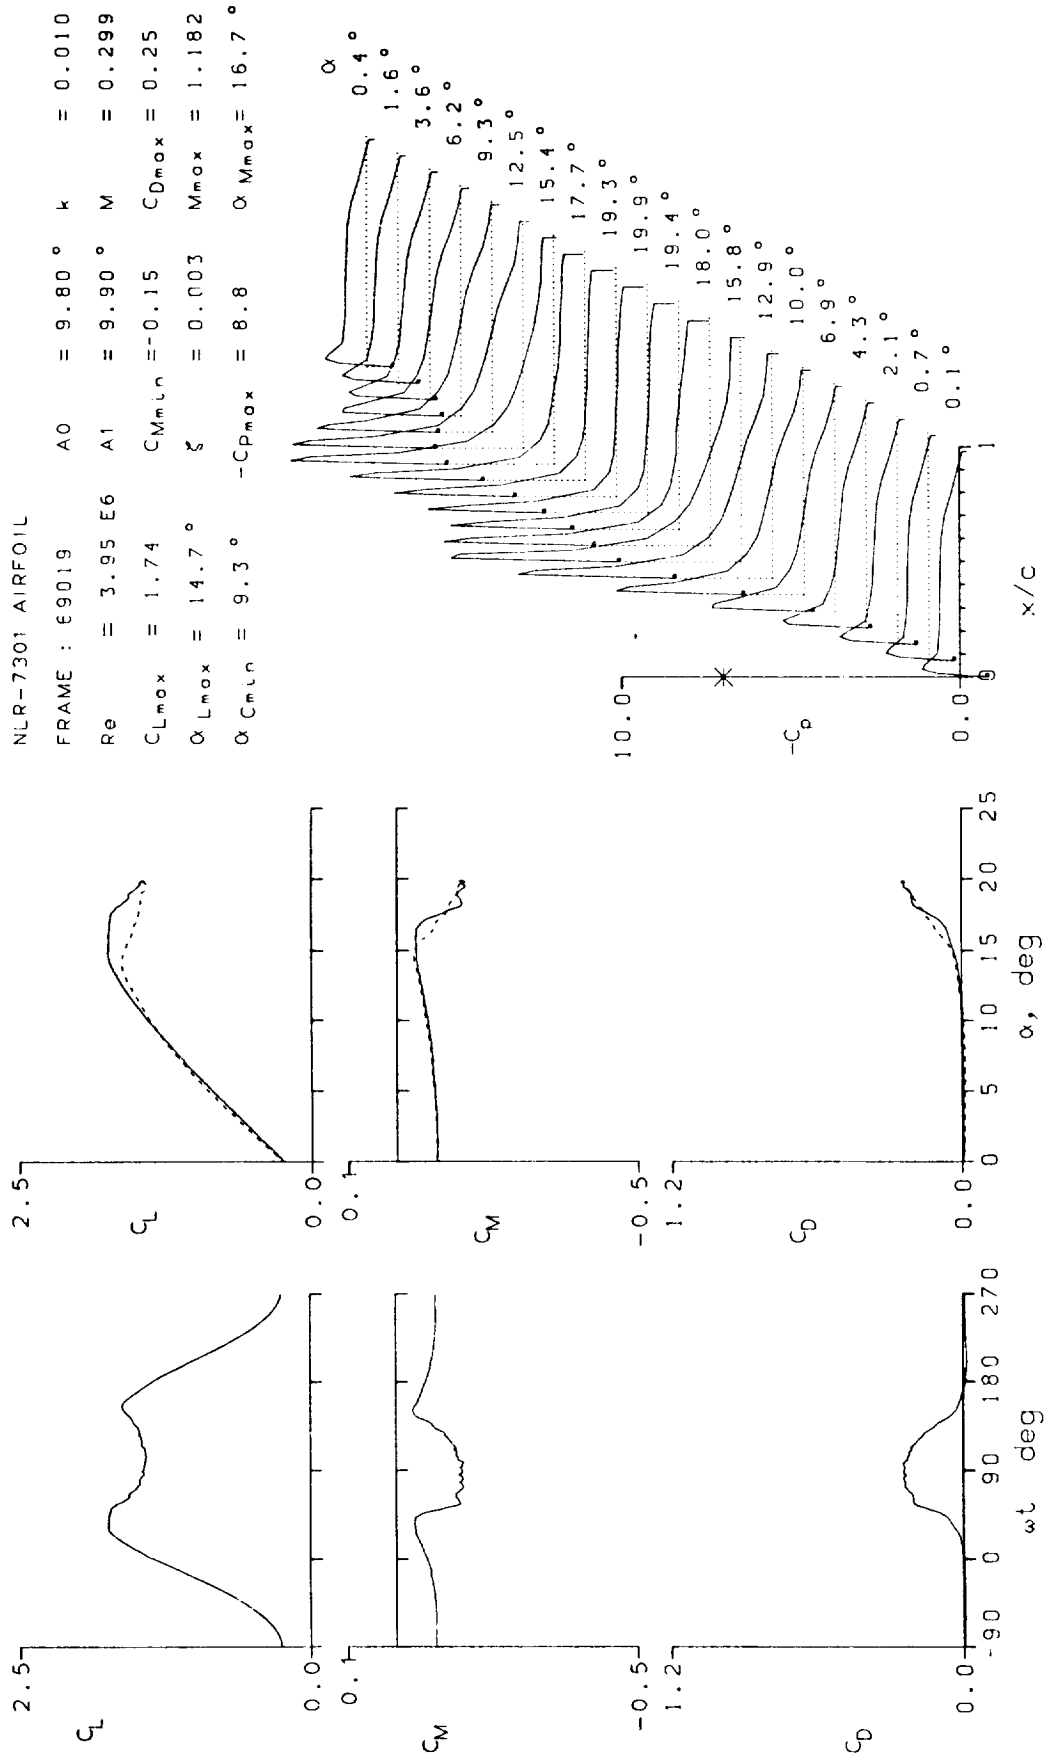 NLR-7301 AIRFOIL
FRAME : 69019 A0 = 9.80° k = 0.010
Re = 3.95 E6 A1 = 9.90° M = 0.299
CLmax = 1.74 CMmin =-0.15 CDmax = 0.25
αLmax = 14.7° ζ = 0.003 Mmax = 1.182
αCmin = 9.3° -CPmax = 8.8 αMmax = 16.7°
2.5
CL
0.0
0.1
CM
-0.5
1.2
CD
0.0
-90 0 90 180 270
ωt deg
2.5
CL
0.0
0.1
CM
-0.5
1.2
CD
0.0
0 5 10 15 20 25
α, deg
α
0.4°
1.6°
3.6°
6.2°
9.3°
12.5°
15.4°
17.7°
19.3°
19.9°
19.4°
18.0°
15.8°
12.9°
10.0°
6.9°
4.3°
2.1°
0.7°
0.1°
10.0
-Cp
0.0
0 1
x/c